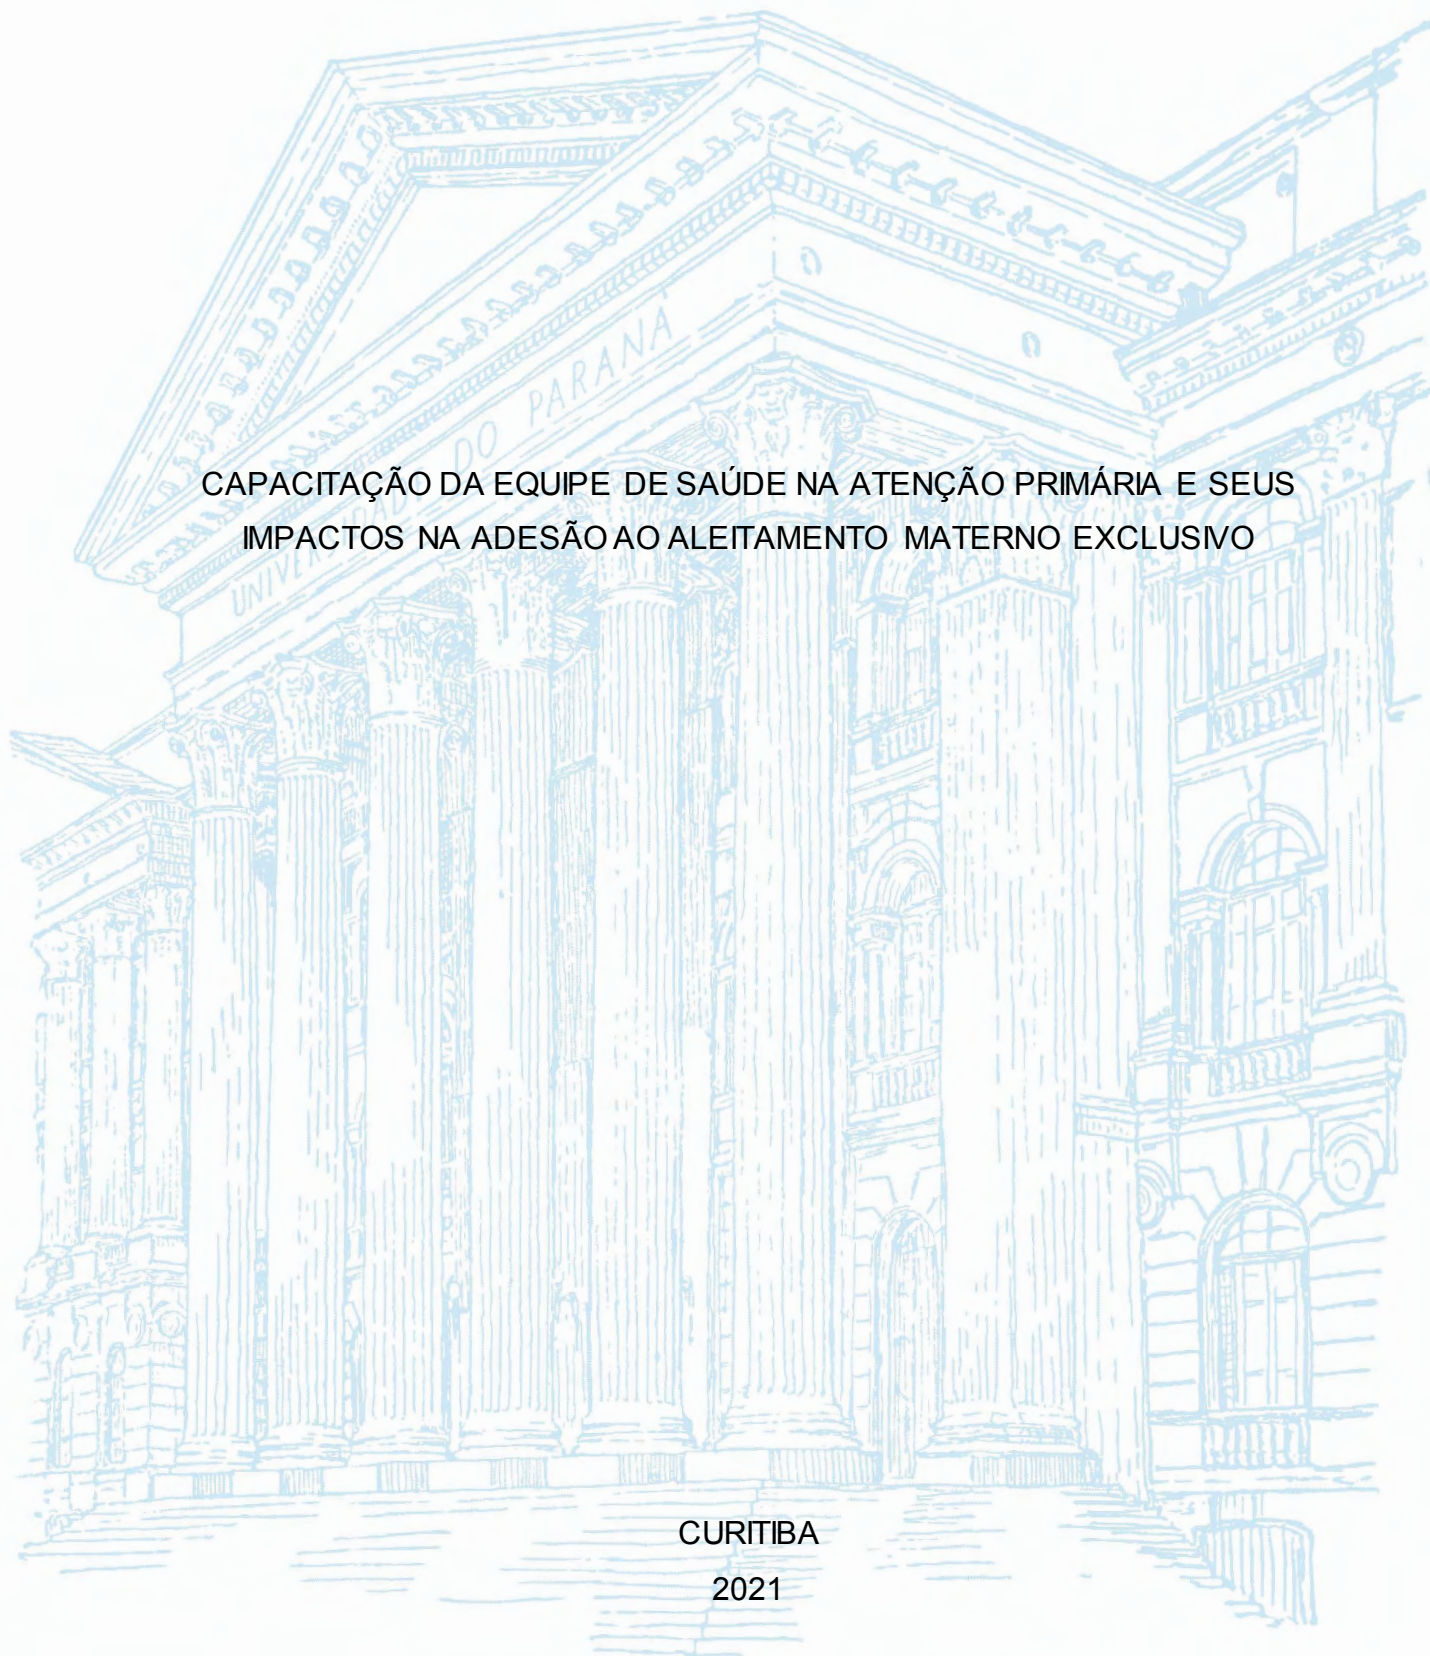 UNIVE
DO PARANÁ
CAPACITAÇÃO DA EQUIPE DE SAÚDE NA ATENÇÃO PRIMÁRIA E SEUS
IMPACTOS NA ADESÃO AO ALEITAMENTO MATERNO EXCLUSIVO
CURITIBA
2021